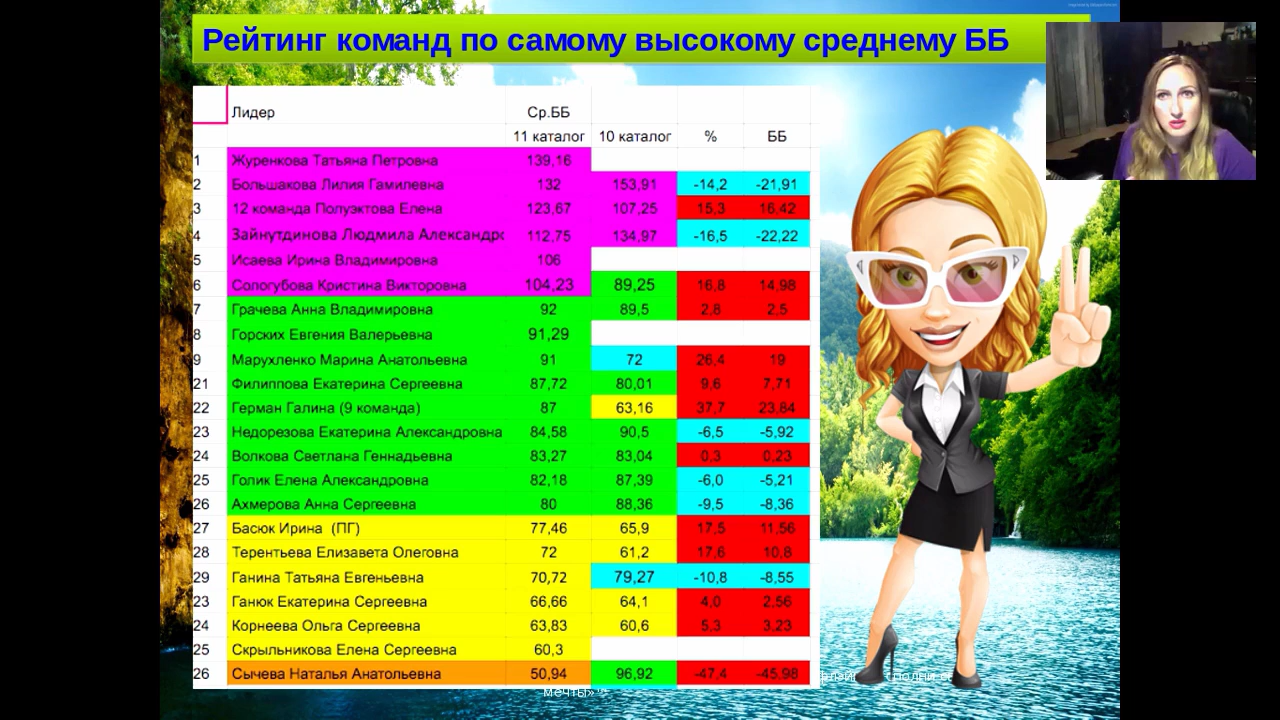 Рейтинг команд по самому высокому среднему ББ
Лидер Ср.ББ
11 каталог 10 каталог % ББ
1 Журенкова Татьяна Петровна 139,16
2 Большакова Лилия Гамилевна 132 153,91 -14,2 -21,91
3 12 команда Полуэктова Елена 123,67 107,25 15,3 16,42
4 Зайнутдинова Людмила Александро 112,75 134,97 -16,5 -22,22
5 Исаева Ирина Владимировна 106
6 Сологубова Кристина Викторовна 104,23 89,25 16,8 14,98
7 Грачева Анна Владимировна 92 89,5 2,8 2,5
8 Горских Евгения Валерьевна 91,29
9 Марухленко Марина Анатольевна 91 72 26,4 19
21 Филиппова Екатерина Сергеевна 87,72 80,01 9,6 7,71
22 Герман Галина (9 команда) 87 63,16 37,7 23,84
23 Недорезова Екатерина Александровна 84,58 90,5 -6,5 -5,92
24 Волкова Светлана Геннадьевна 83,27 83,04 0,3 0,23
25 Голик Елена Александровна 82,18 87,39 -6,0 -5,21
26 Ахмерова Анна Сергеевна 80 88,36 -9,5 -8,36
27 Басюк Ирина (ПГ) 77,46 65,9 17,5 11,56
28 Терентьева Елизавета Олеговна 72 61,2 17,6 10,8
29 Ганина Татьяна Евгеньевна 70,72 79,27 -10,8 -8,55
23 Ганюк Екатерина Сергеевна 66,66 64,1 4,0 2,56
24 Корнеева Ольга Сергеевна 63,83 60,6 5,3 3,23
25 Скрыльникова Елена Сергеевна 60,3
26 Сычева Наталья Анатольевна 50,94 96,92 -47,4 -45,98
мечты»